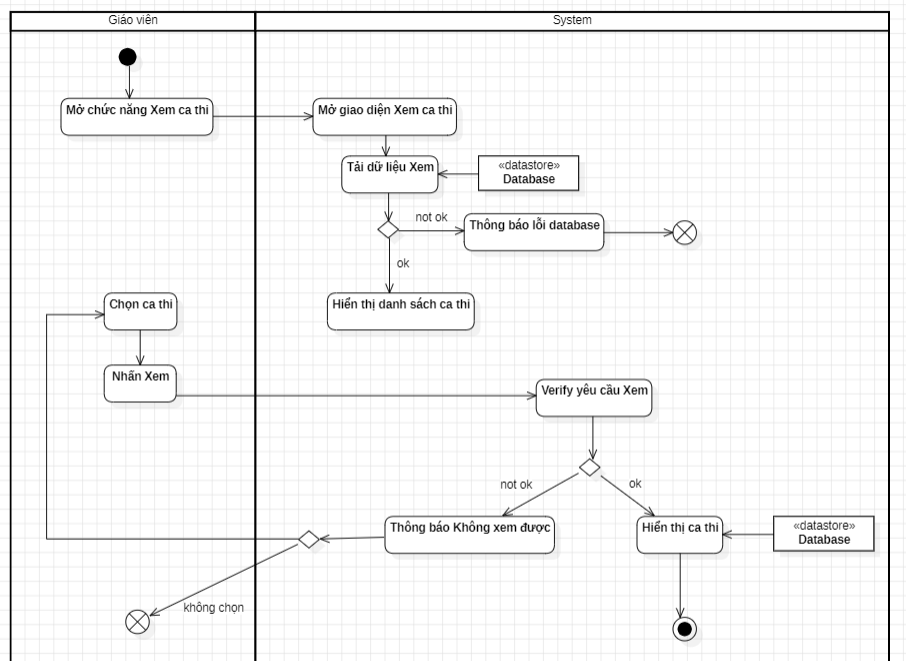 Giáo viên
System
Mở chức năng Xem ca thi
Mở giao diện Xem ca thi
Tải dữ liệu Xem
«datastore»
Database
not ok
Thông báo lỗi database
ok
Chọn ca thi
Hiển thị danh sách ca thi
Nhấn Xem
Verify yêu cầu Xem
not ok
ok
Thông báo Không xem được
Hiển thị ca thi
«datastore»
Database
không chọn